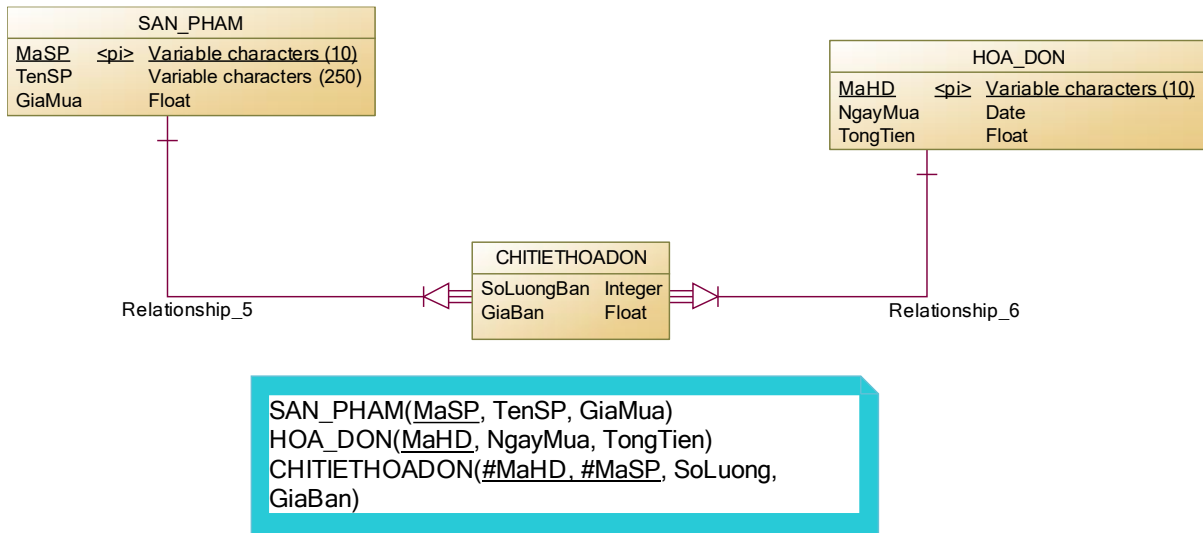 SAN_PHAM
MaSP <pi> Variable characters (10)
TenSP Variable characters (250)
GiaMua Float
HOA_DON
MaHD <pi> Variable characters (10)
NgayMua Date
TongTien Float
CHITIETHOADON
SoLuongBan Integer
GiaBan Float
Relationship_5
Relationship_6
SAN_PHAM(MaSP, TenSP, GiaMua)
HOA_DON(MaHD, NgayMua, TongTien)
CHITIETHOADON(#MaHD, #MaSP, SoLuong,
GiaBan)